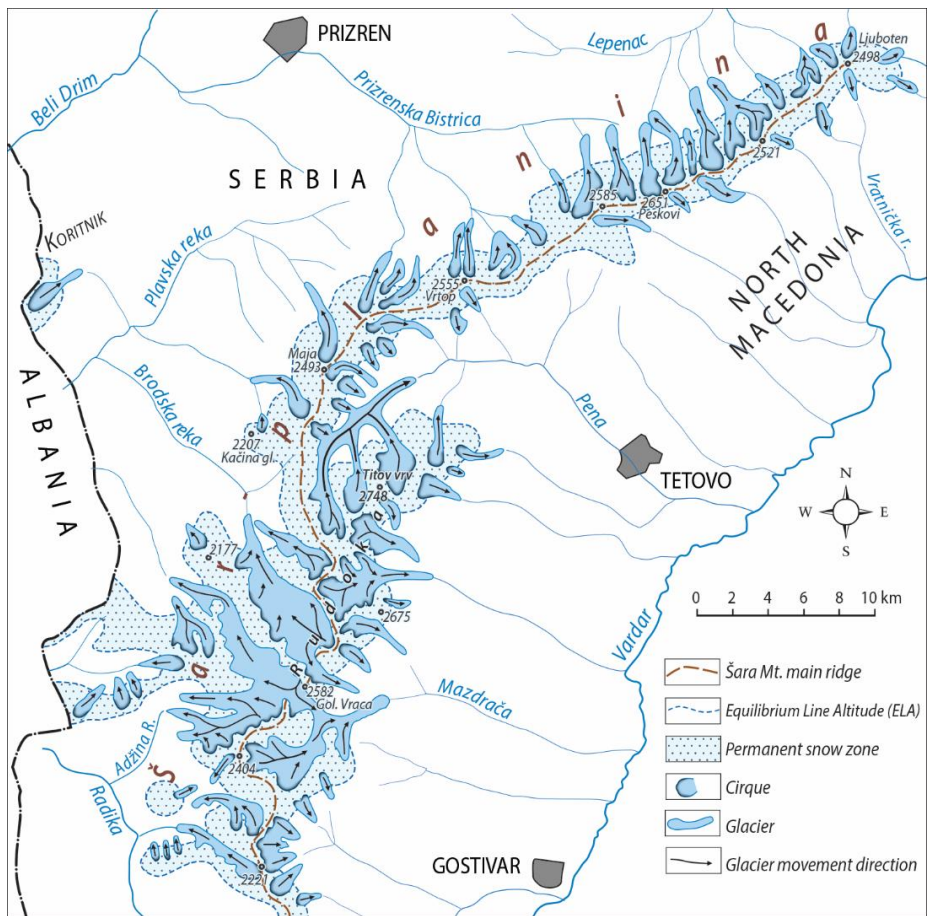 PRIZREN
Beli Drim
Prizrenska Bistrica
Lepenac
Ljuboten
2498
SERBIA
KORITNIK
Plavska reka
Brodska reka
ALBANIA
NORTH
MACEDONIA
Vratnička r.
2521
2651
Peskovi
2585
2555
Vrtop
Maja
2493
2207
Kačina gl.
Titov vrv
2748
Pena
TETOVO
N
W E
S
0 2 4 6 10 km
2177
2675
Rudoka
2582
Gol. Vraca
2404
2221
Šar planina
Mazdrača
Vardar
Adžina R.
Radika
GOSTIVAR
Šara Mt. main ridge
Equilibrium Line Altitude (ELA)
Permanent snow zone
Cirque
Glacier
Glacier movement direction